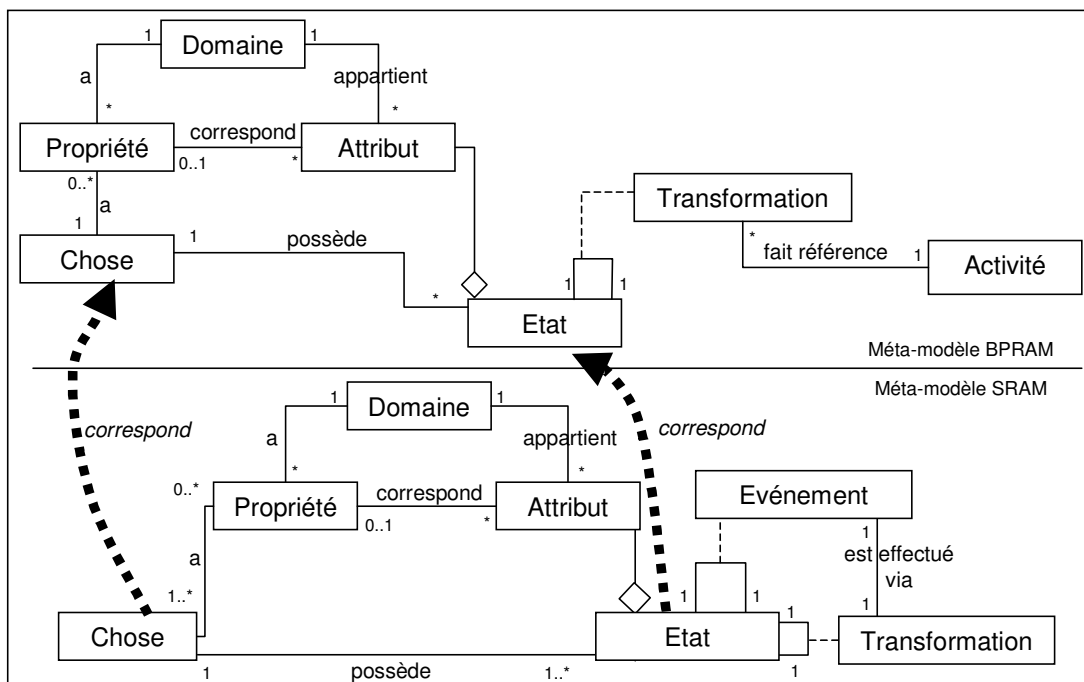 1 Domaine 1
a appartient
* *
Propriété correspond Attribut
0..1 *
0..*
a
1
Chose 1 possède *
Transformation
*
fait référence 1 Activité
1 1
Etat
Méta-modèle BPRAM
Méta-modèle SRAM
correspond
correspond
1 Domaine 1
a appartient
* *
0..* Propriété correspond Attribut
0..1 *
Evénement
a
1
est effectué
via
1..* 1 1 1 1
Chose Etat Transformation
1 possède 1..* 1